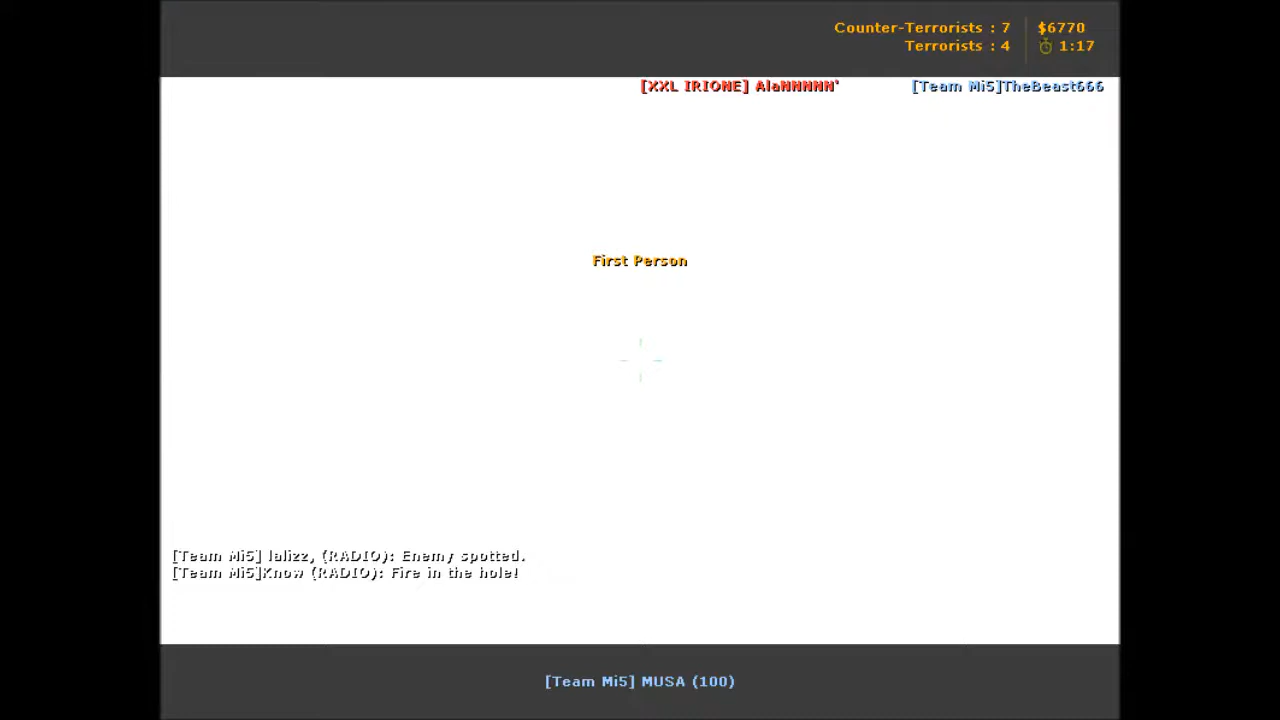 Counter-Terrorists : 7
$6770
Terrorists : 4
1:17
[XXL IRIONE] AlaNNNNN'
[Team Mi5]TheBeast666
First Person
[Team Mi5] lalizz, (RADIO): Enemy spotted.
[Team Mi5]Know (RADIO): Fire in the hole!
[Team Mi5] MUSA (100)